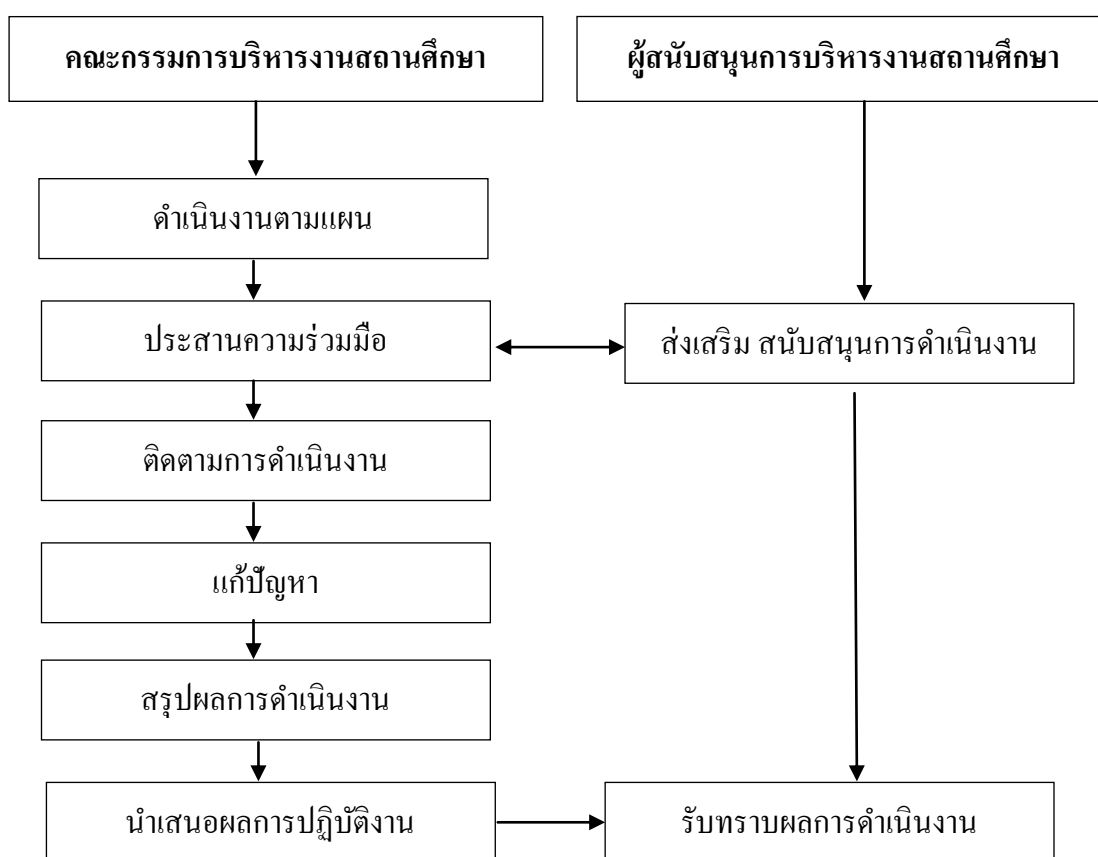 คณะกรรมการบริหารงานสถานศึกษา
ผู้สนับสนุนการบริหารงานสถานศึกษา
ดำเนินงานตามแผน
ประสานความร่วมมือ
ส่งเสริม สนับสนุนการดำเนินงาน
ติดตามการดำเนินงาน
แก้ปัญหา
สรุปผลการดำเนินงาน
นำเสนอผลการปฏิบัติงาน
รับทราบผลการดำเนินงาน